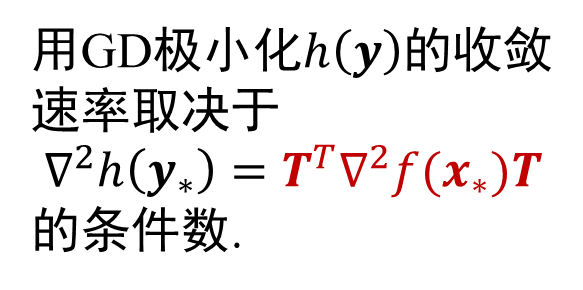 用GD极小化h(y)的收敛
速率取决于
∇²h(y∗) = Tᵀ∇²f(x∗)T
的条件数.